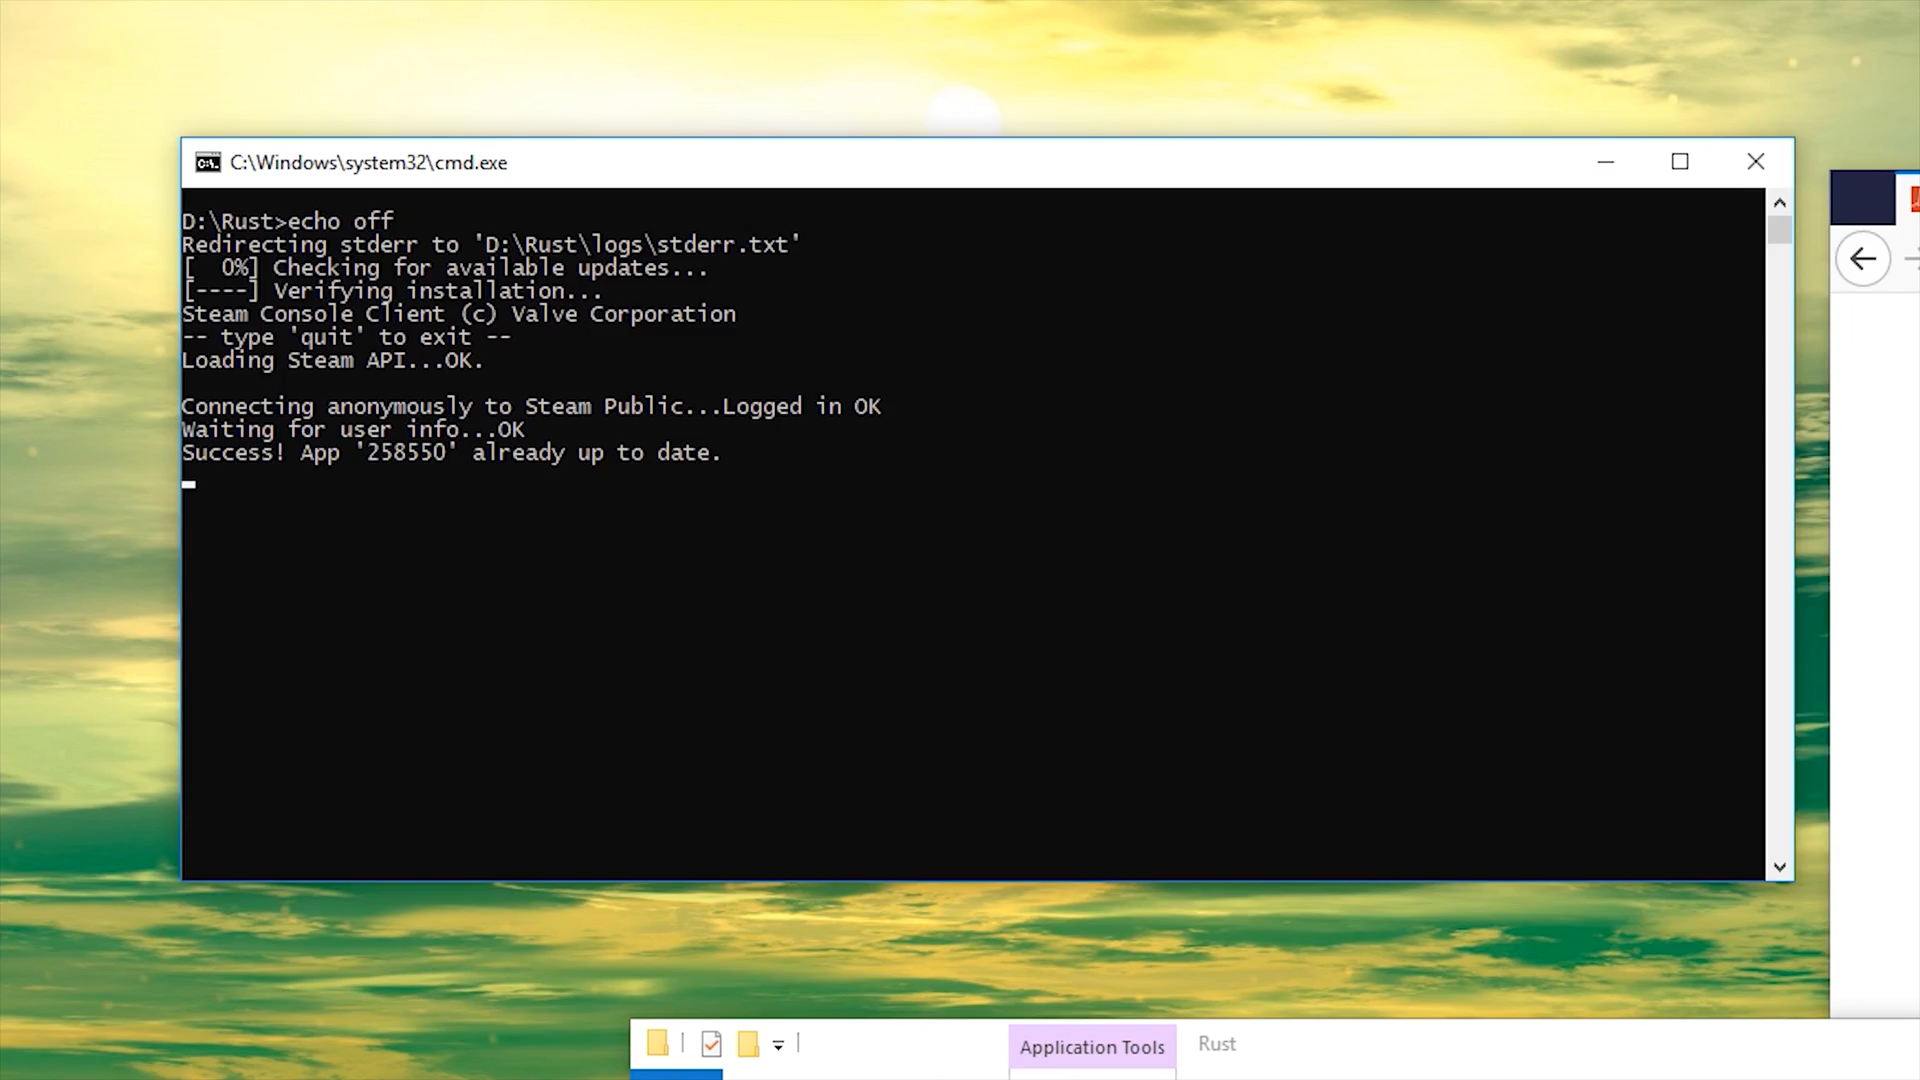 C:\Windows\system32\cmd.exe
D:\Rust>echo off
Redirecting stderr to 'D:\Rust\logs\stderr.txt'
[  0%] Checking for available updates...
[----] Verifying installation...
Steam Console Client (c) Valve Corporation
-- type 'quit' to exit --
Loading Steam API...OK.
Connecting anonymously to Steam Public...Logged in OK
Waiting for user info...OK
Success! App '258550' already up to date.
Application Tools
Rust